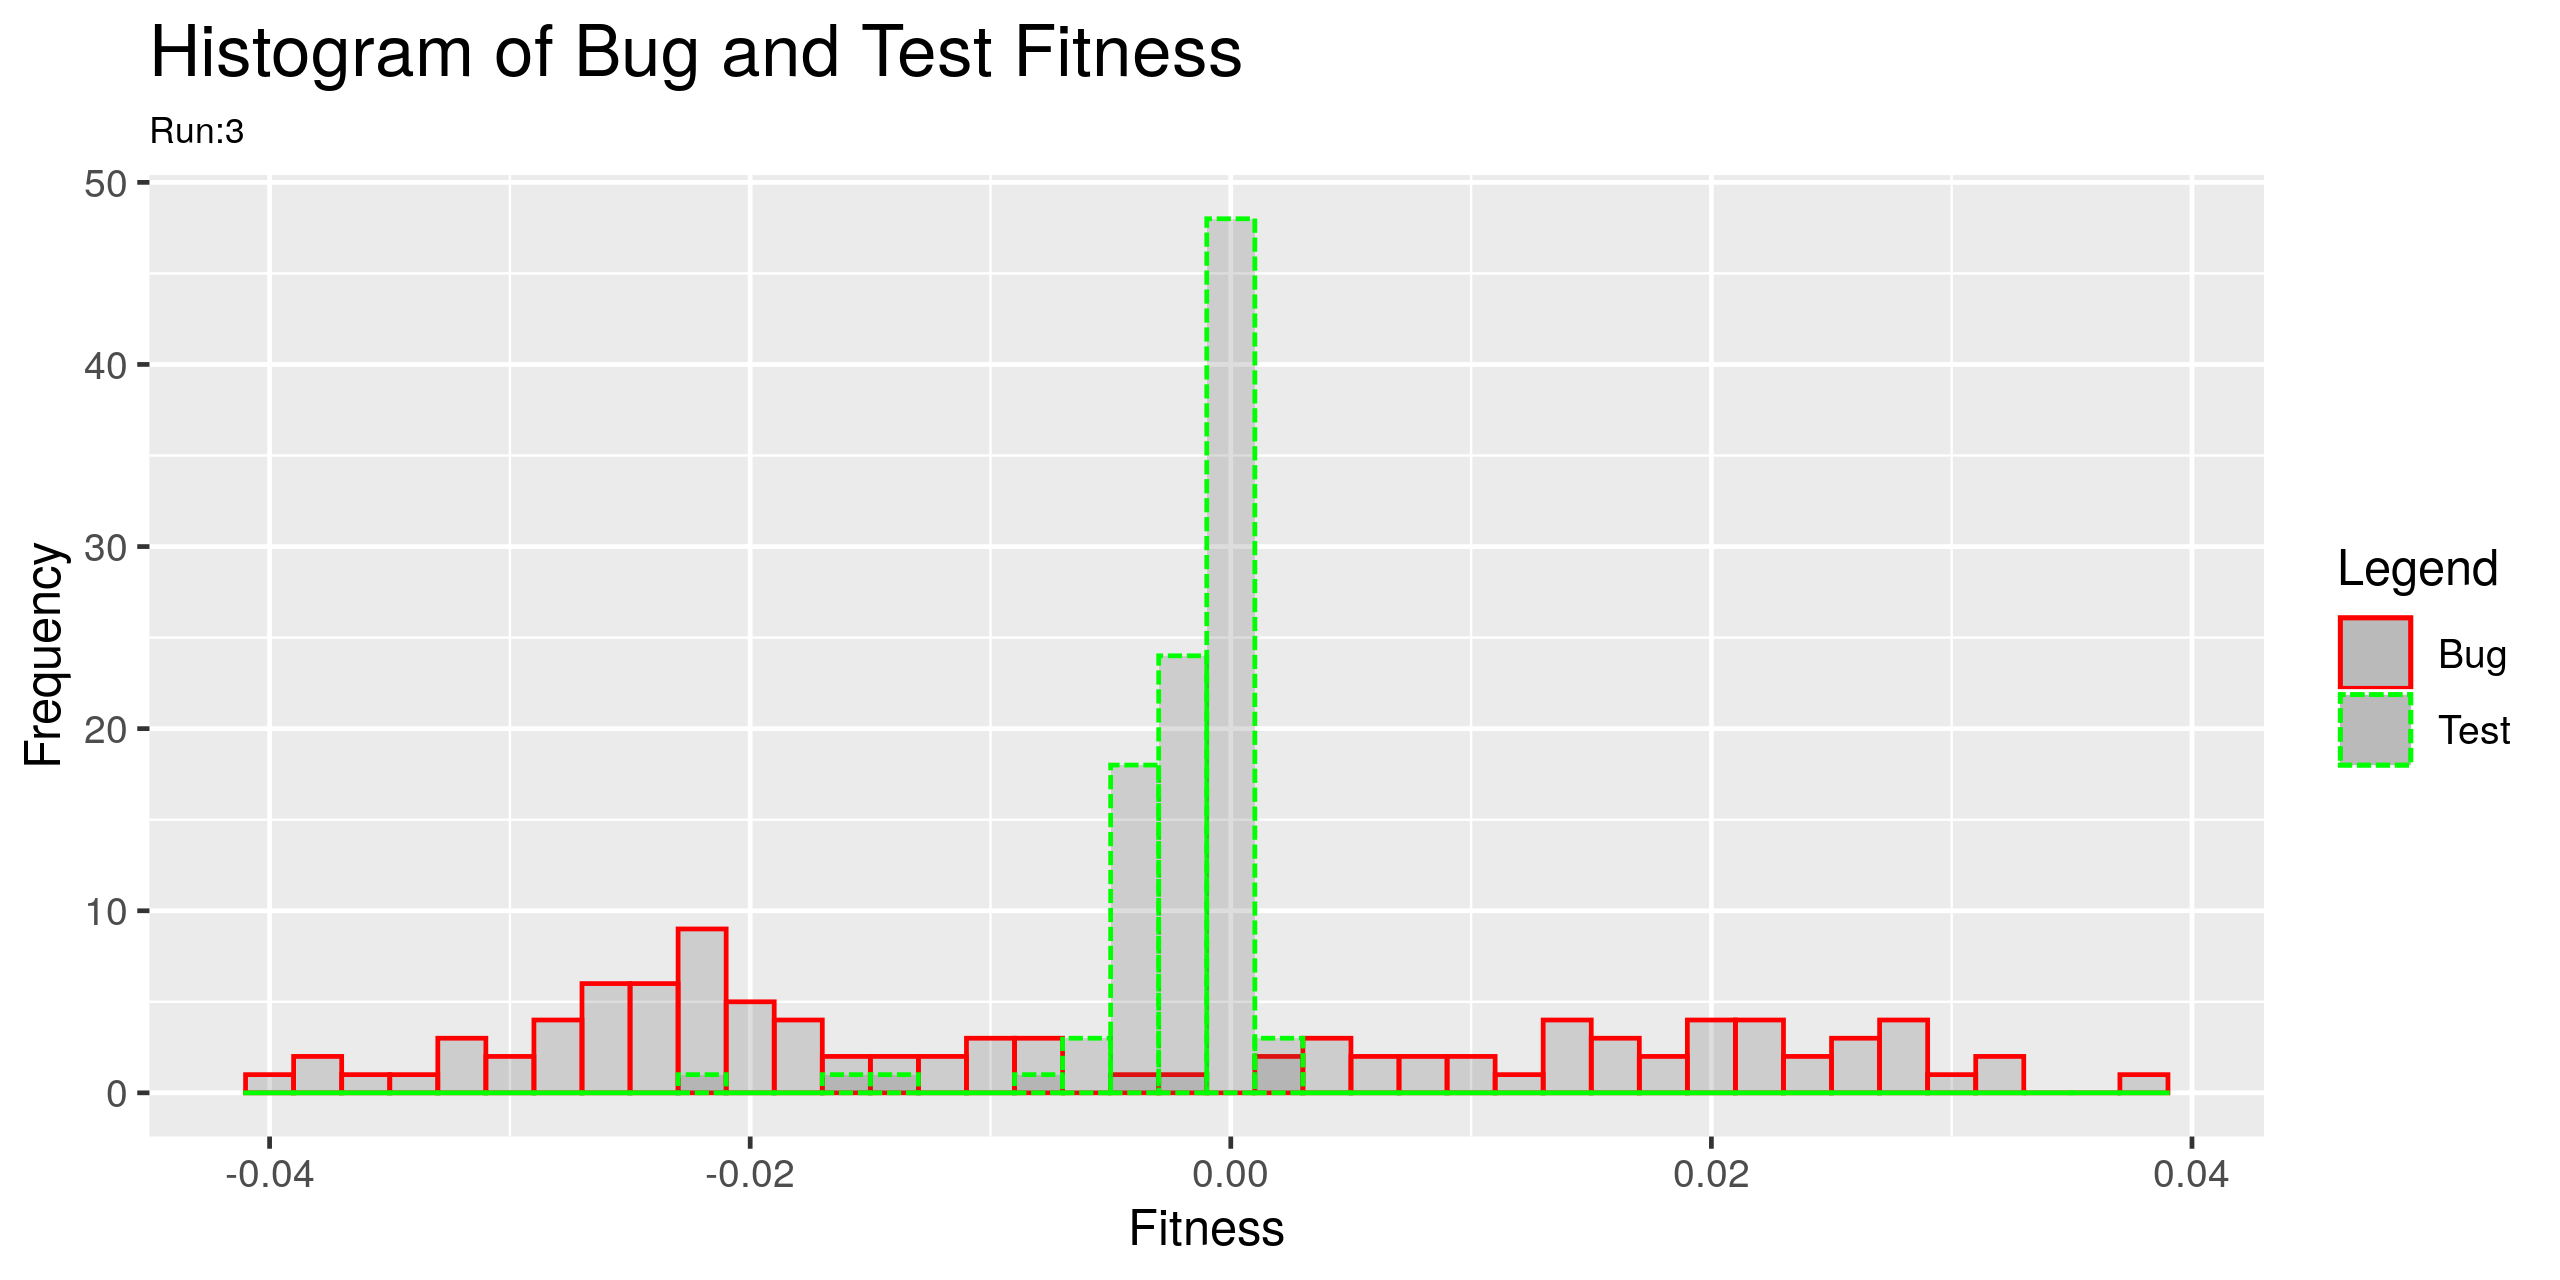 Histogram of Bug and Test Fitness
Run:3
50
40
30
20
10
0
Frequency
-0.04
-0.02
0.00
0.02
0.04
Fitness
Legend
Bug
Test